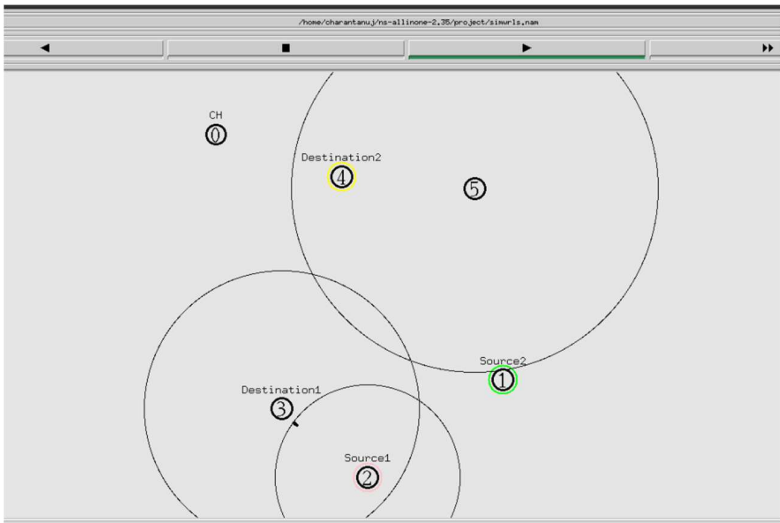 /home/charantanuj/ns-allinone-2.35/project/simwrls.nam
CH
0
Destination2
4
5
Source2
1
Destination1
3
Source1
2